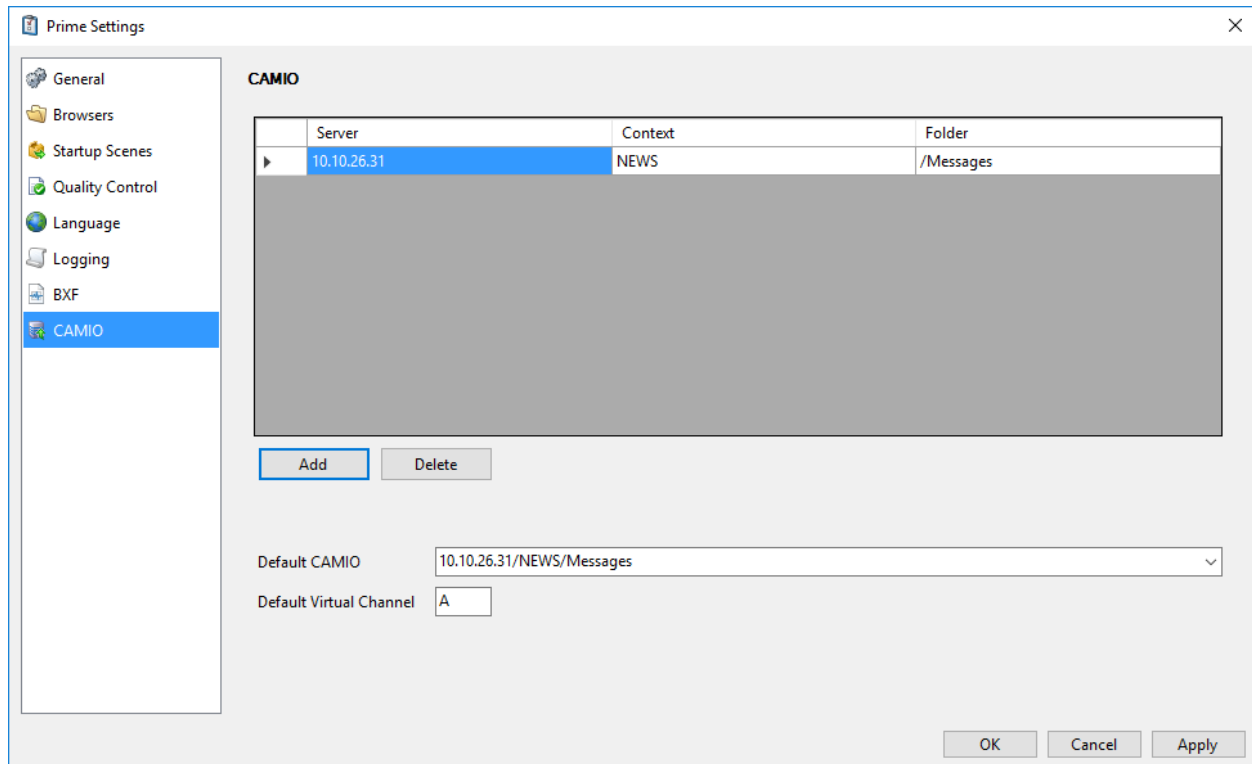 Prime Settings
General
Browsers
Startup Scenes
Quality Control
Language
Logging
BXF
CAMIO
CAMIO
Server Context Folder
10.10.26.31 NEWS /Messages
Add Delete
Default CAMIO 10.10.26.31/NEWS/Messages
Default Virtual Channel A
OK Cancel Apply